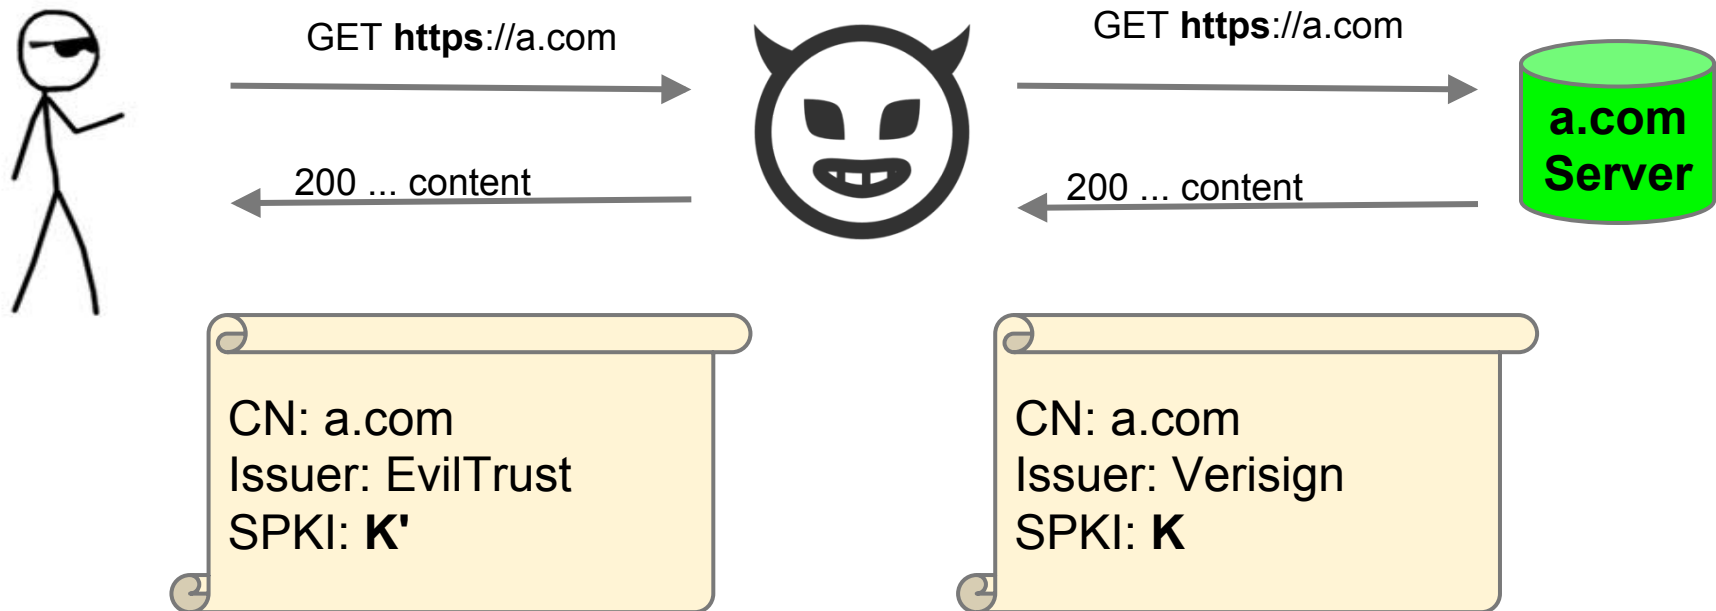 GET https://a.com
GET https://a.com
a.com
Server
200 ... content
200 ... content
CN: a.com
Issuer: EvilTrust
SPKI: K'
CN: a.com
Issuer: Verisign
SPKI: K